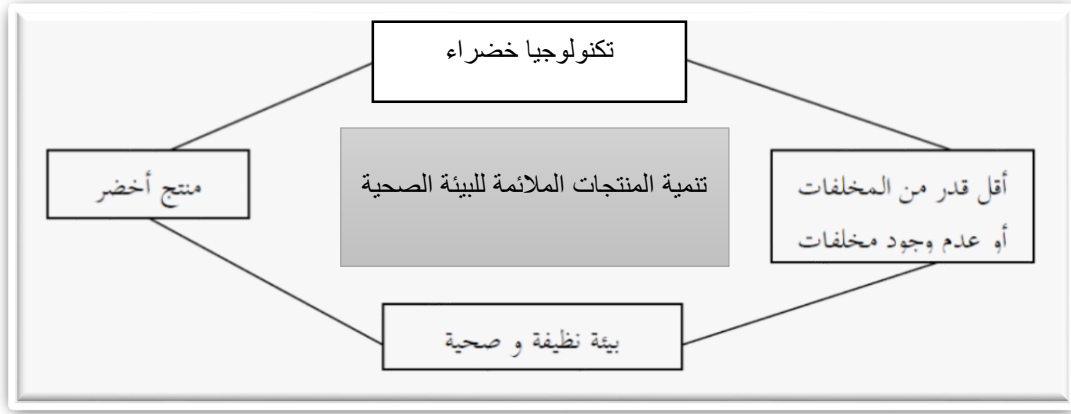 تكنولوجيا خضراء
أقل قدر من المخلفات
أو عدم وجود مخلفات
تنمية المنتجات الملائمة للبيئة الصحية
منتج أخضر
بيئة نظيفة و صحية